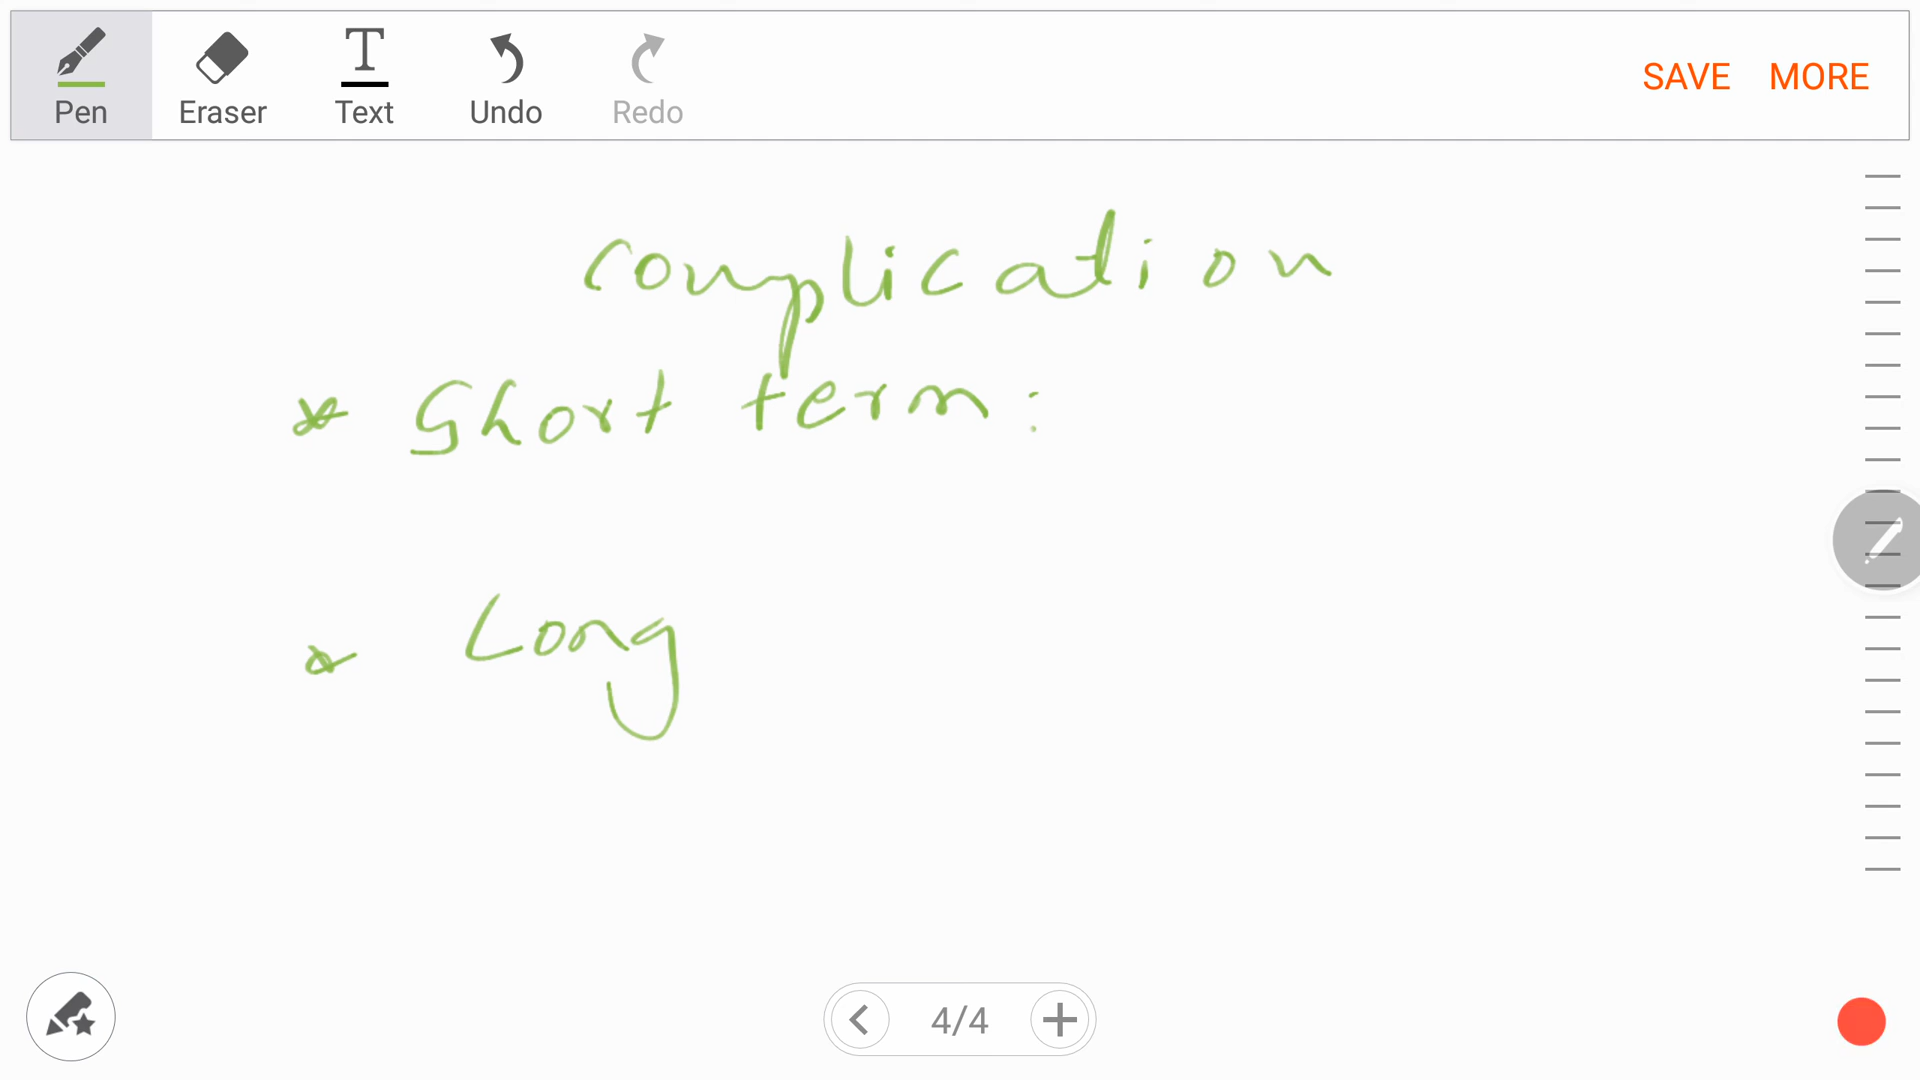 Pen Eraser Text Undo Redo SAVE MORE
Complication
* Short term:
* Long
4/4